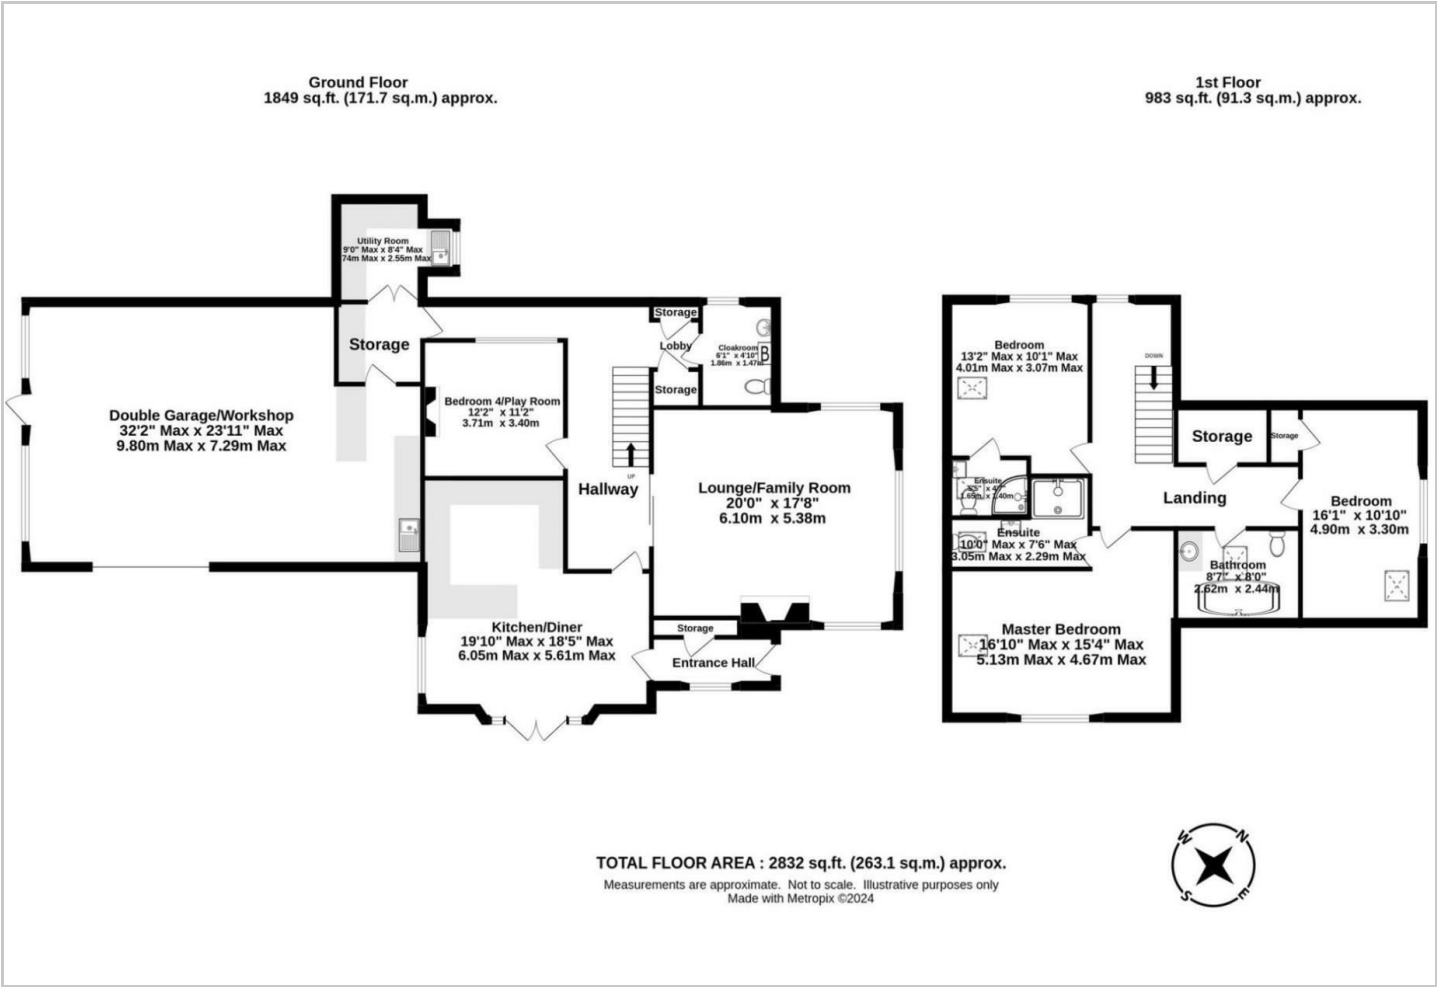 Ground Floor
1849 sq.ft. (171.7 sq.m.) approx.
1st Floor
983 sq.ft. (91.3 sq.m.) approx.
Utility Room
9'0" Max x 8'4" Max
74m Max x 2.55m Max
Storage
Double Garage/Workshop
32'2" Max x 23'11" Max
9.80m Max x 7.29m Max
Bedroom 4/Play Room
12'2" x 11'2"
3.71m x 3.40m
Storage
Lobby
Storage
Cloakroom
6'1" x 4'10"
1.86m x 1.47m
B
UP
Hallway
Lounge/Family Room
20'0" x 17'8"
6.10m x 5.38m
Kitchen/Diner
19'10" Max x 18'5" Max
6.05m Max x 5.61m Max
Storage
Entrance Hall
Bedroom
13'2" Max x 10'1" Max
4.01m Max x 3.07m Max
DOWN
Storage
Storage
Ensuite
1.65m x 1.40m
Landing
Bedroom
16'1" x 10'10"
4.90m x 3.30m
Ensuite
10'0" Max x 7'6" Max
3.05m Max x 2.29m Max
Bathroom
8'7" x 8'0"
2.62m x 2.44m
Master Bedroom
16'10" Max x 15'4" Max
5.13m Max x 4.67m Max
TOTAL FLOOR AREA : 2832 sq.ft. (263.1 sq.m.) approx.
Measurements are approximate. Not to scale. Illustrative purposes only
Made with Metropix ©2024
W
N
S
E